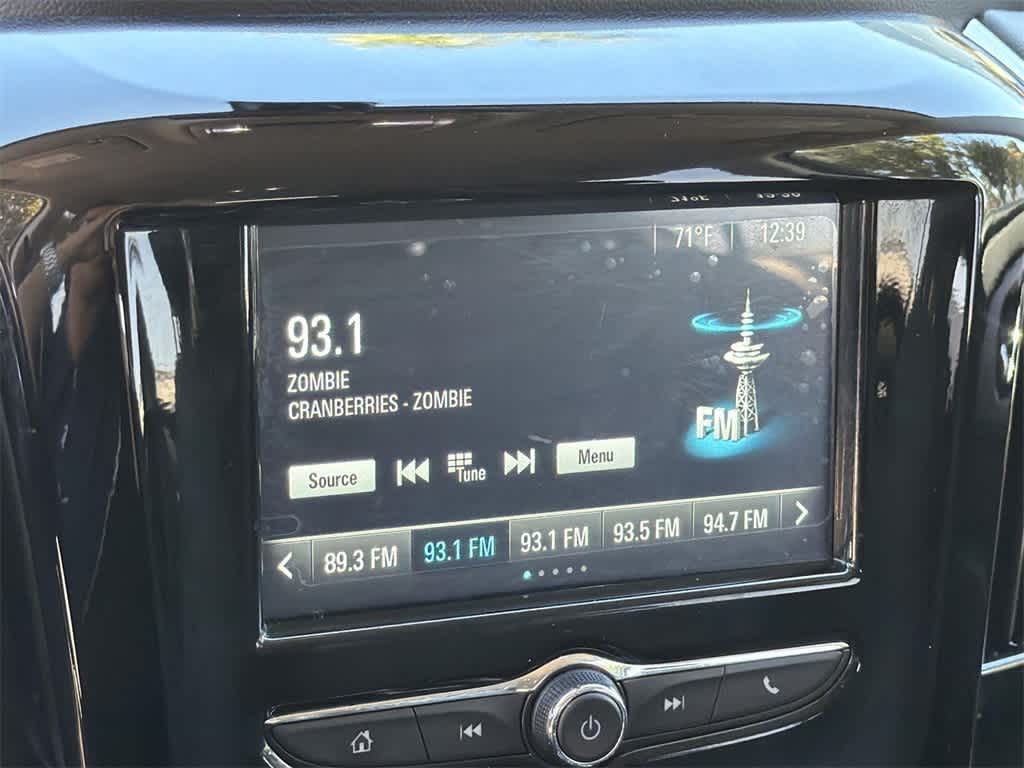 71°F 12:39
93.1
ZOMBIE
CRANBERRIES - ZOMBIE
FM
Source Tune Menu
89.3 FM 93.1 FM 93.1 FM 93.5 FM 94.7 FM